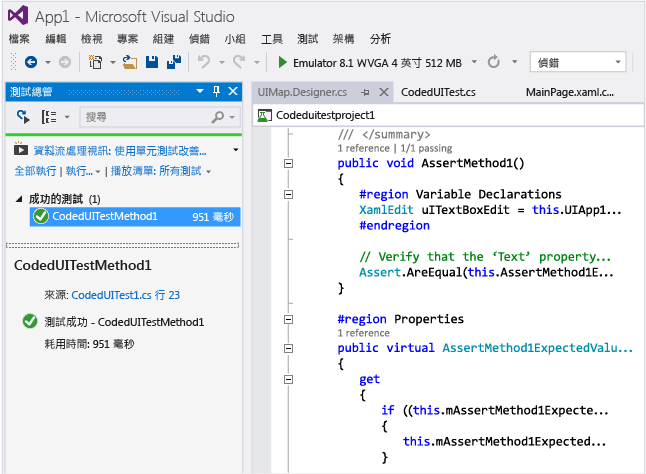 App1 - Microsoft Visual Studio
檔案 編輯 檢視 專案 組建 偵錯 小組 工具 測試 架構 分析
Emulator 8.1 WVGA 4 英寸 512 MB 偵錯
測試總管
搜尋
資料流處理視訊: 使用單元測試改善...
全部執行 | 執行... | 播放清單: 所有測試
成功的測試 (1)
CodedUITestMethod1 951 毫秒
CodedUITestMethod1
來源: CodedUITest1.cs 行 23
測試成功 - CodedUITestMethod1
耗用時間: 951 毫秒
UIMap.Designer.cs CodedUITest.cs MainPage.xaml.c...
Codeduitestproject1
/// </summary>
1 reference | 1/1 passing
public void AssertMethod1()
{
#region Variable Declarations
XamlEdit uITextBoxEdit = this.UIApp1...
#endregion
// Verify that the ‘Text’ property...
Assert.AreEqual(this.AssertMethod1E...
}
#region Properties
1 reference
public virtual AssertMethod1ExpectedValu...
{
get
{
if ((this.mAssertMethod1Expecte...
{
this.mAssertMethod1Expected...
}